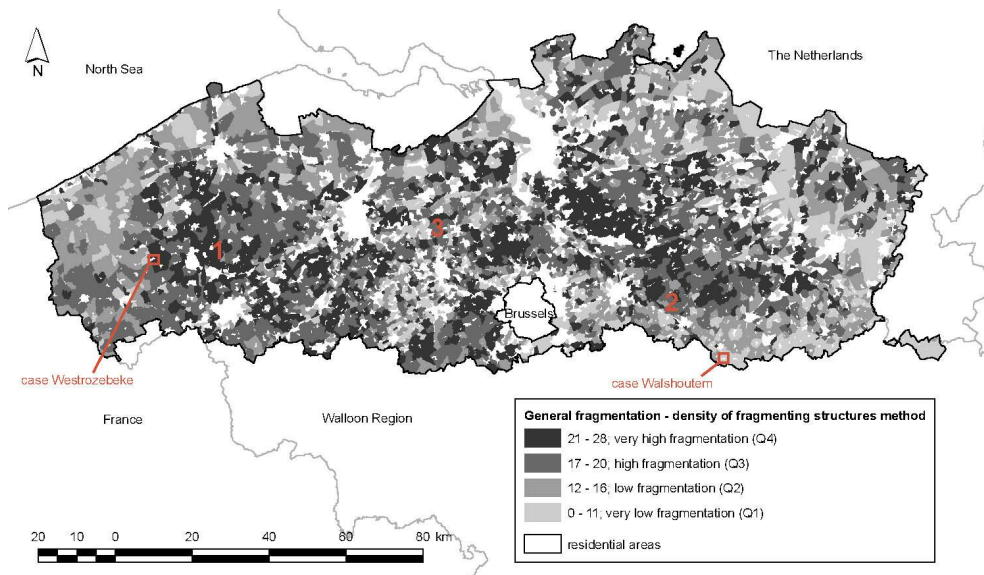 N
North Sea
The Netherlands
1
3
2
Brussels
case Westrozebeke
case Walshoutem
France
Walloon Region
General fragmentation - density of fragmenting structures method
21 - 28; very high fragmentation (Q4)
17 - 20; high fragmentation (Q3)
12 - 16; low fragmentation (Q2)
0 - 11; very low fragmentation (Q1)
residential areas
20 10 0 20 40 60 80 km